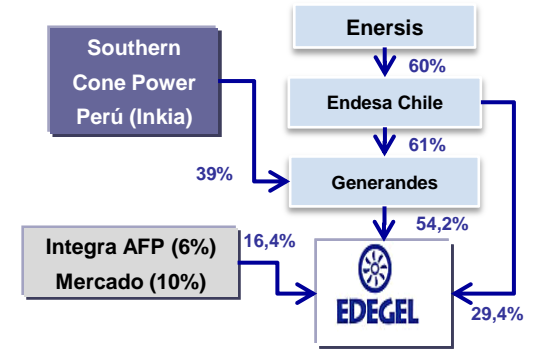 Southern
Cone Power
Perú (Inkia)
Enersis
60%
Endesa Chile
61%
39%
Generandes
54,2%
Integra AFP (6%)
Mercado (10%)
16,4%
EDEGEL
29,4%